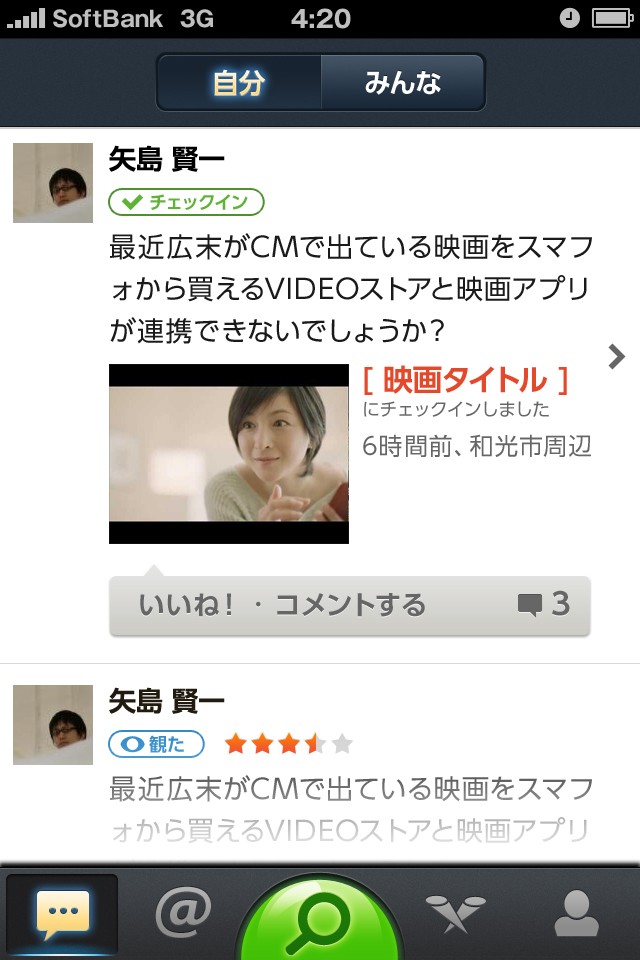 SoftBank 3G 4:20
自分 みんな
矢島 賢一
チェックイン
最近広末がCMで出ている映画をスマフ
ォから買えるVIDEOストアと映画アプリ
が連携できないでしょうか？
[ 映画タイトル ]
にチェックインしました
6時間前、和光市周辺
いいね！・コメントする 3
矢島 賢一
観た
最近広末がCMで出ている映画をスマフ
ォから買えるVIDEOストアと映画アプリ
@